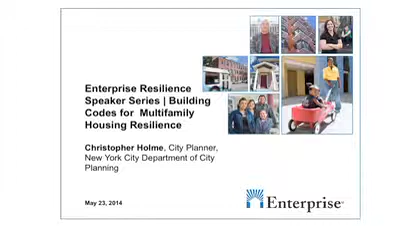 Enterprise Resilience
Speaker Series | Building
Codes for Multifamily
Housing Resilience
Christopher Holme, City Planner,
New York City Department of City
Planning
May 23, 2014
Enterprise